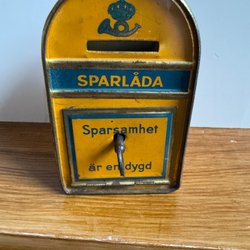 SPARLÅDA
Sparsamhet
är en dygd